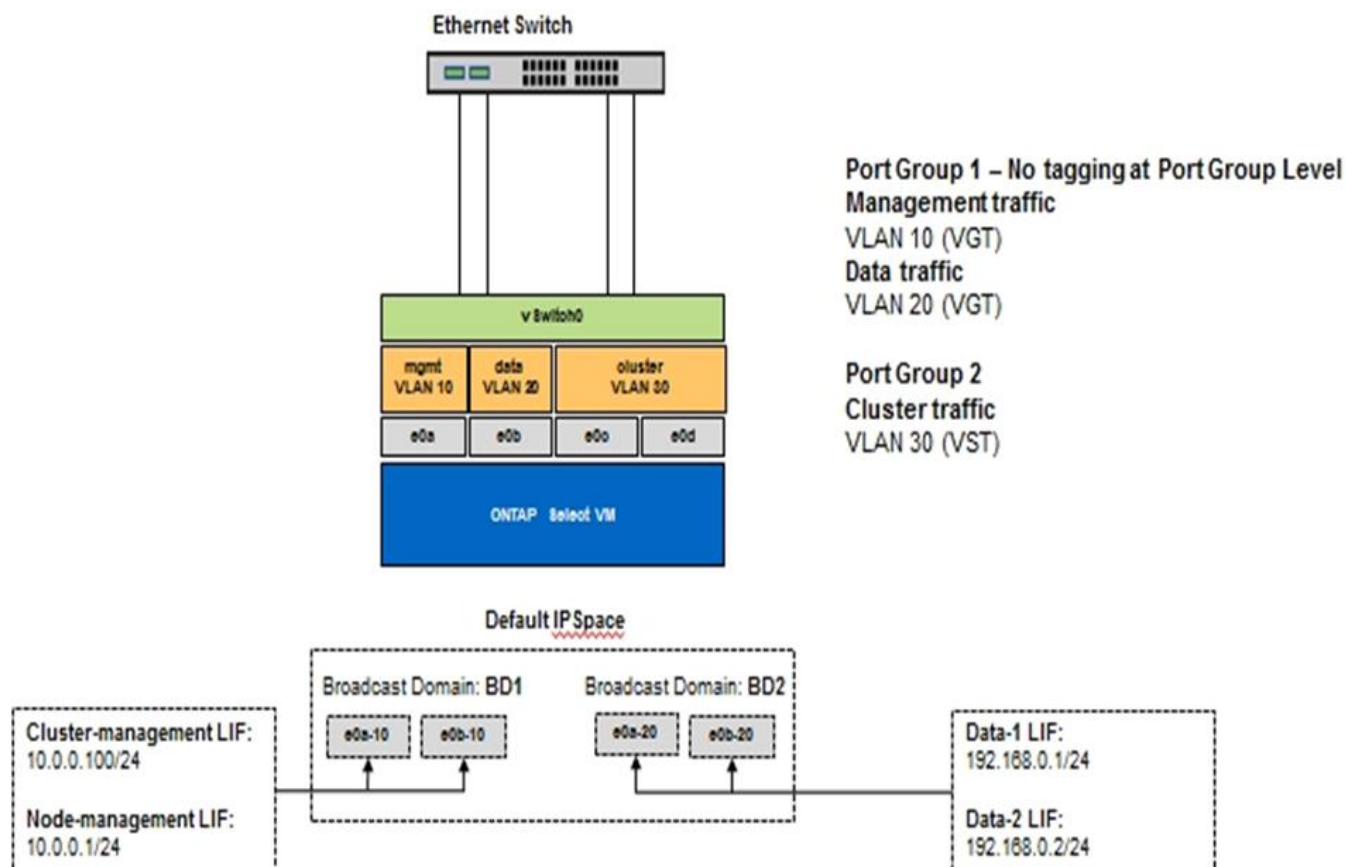 Ethernet Switch
Port Group 1 – No tagging at Port Group Level
Management traffic
VLAN 10 (VGT)
Data traffic
VLAN 20 (VGT)
Port Group 2
Cluster traffic
VLAN 30 (VST)
vSwitch0
mgmt
VLAN 10
data
VLAN 20
cluster
VLAN 30
e0a
e0b
e0c
e0d
ONTAP Select VM
Default IPSpace
Broadcast Domain: BD1
Broadcast Domain: BD2
e0a-10
e0b-10
e0a-20
e0b-20
Cluster-management LIF:
10.0.0.100/24
Node-management LIF:
10.0.0.1/24
Data-1 LIF:
192.168.0.1/24
Data-2 LIF:
192.168.0.2/24